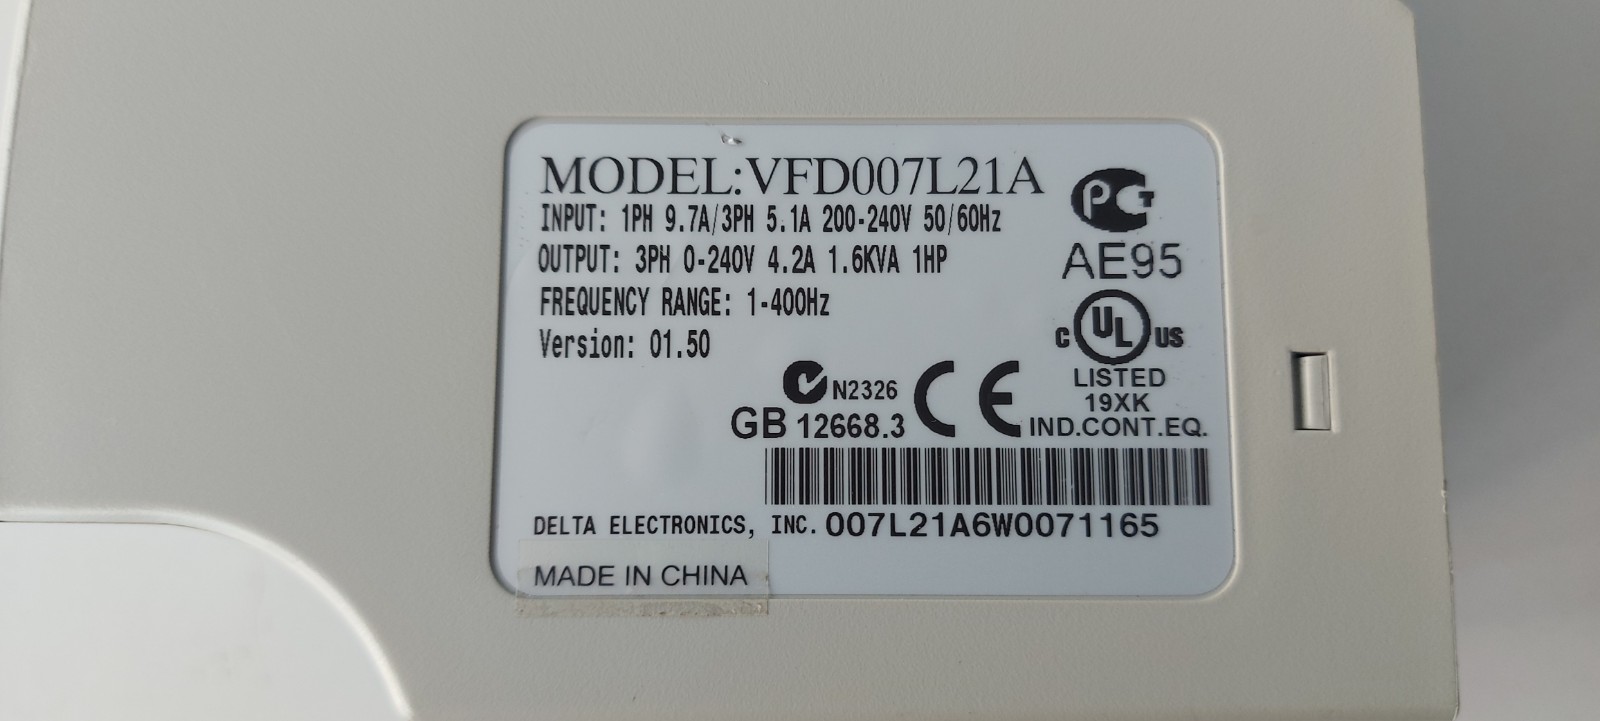 MODEL:VFD007L21A
INPUT: 1PH 9.7A/3PH 5.1A 200-240V 50/60Hz
OUTPUT: 3PH 0-240V 4.2A 1.6KVA 1HP
FREQUENCY RANGE: 1-400Hz
Version: 01.50
PCT
AE95
C UL US
LISTED
19XK
IND.CONT.EQ.
N2326
GB 12668.3
CE
DELTA ELECTRONICS, INC. 007L21A6W0071165
MADE IN CHINA